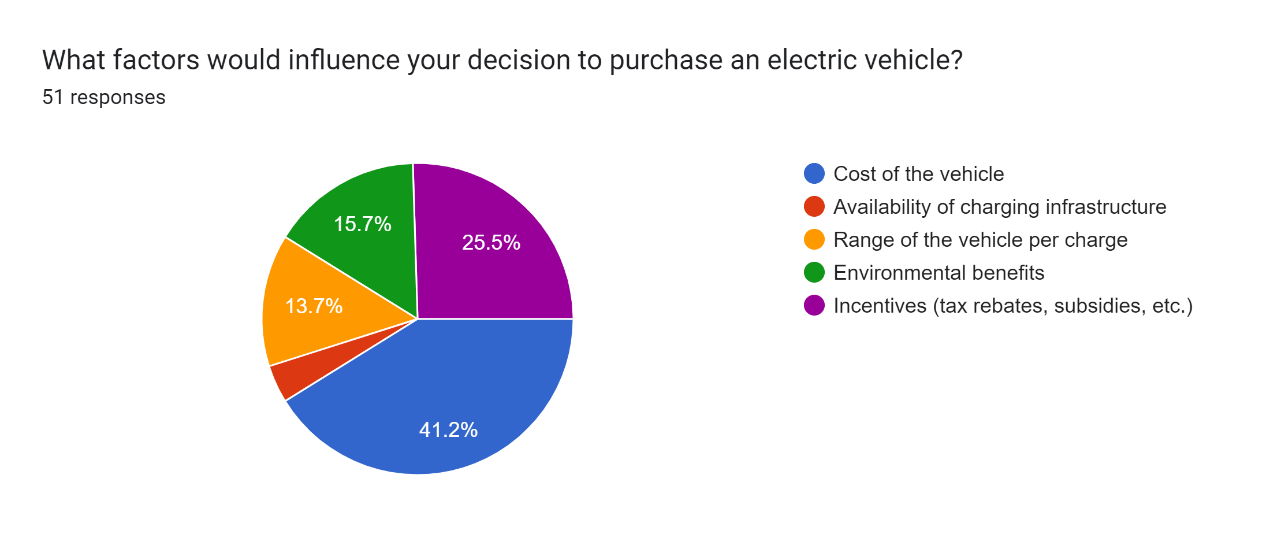 What factors would influence your decision to purchase an electric vehicle?
51 responses
15.7%
25.5%
13.7%
41.2%
Cost of the vehicle
Availability of charging infrastructure
Range of the vehicle per charge
Environmental benefits
Incentives (tax rebates, subsidies, etc.)